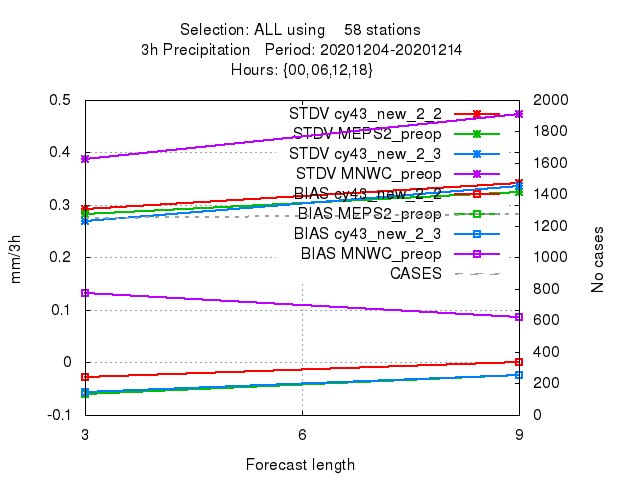 Selection: ALL using 58 stations
3h Precipitation Period: 20201204-20201214
Hours: {00,06,12,18}
0.5
0.4
0.3
0.2
0.1
0
-0.1
mm/3h
STDV cy43_new_2_2
STDV MEPS2_preop
STDV cy43_new_2_3
STDV MNWC_preop
BIAS cy43_new_2_2
BIAS MEPS2_preop
BIAS cy43_new_2_3
BIAS MNWC_preop
CASES
2000
1800
1600
1400
1200
1000
800
600
400
200
0
No cases
3 6 9
Forecast length